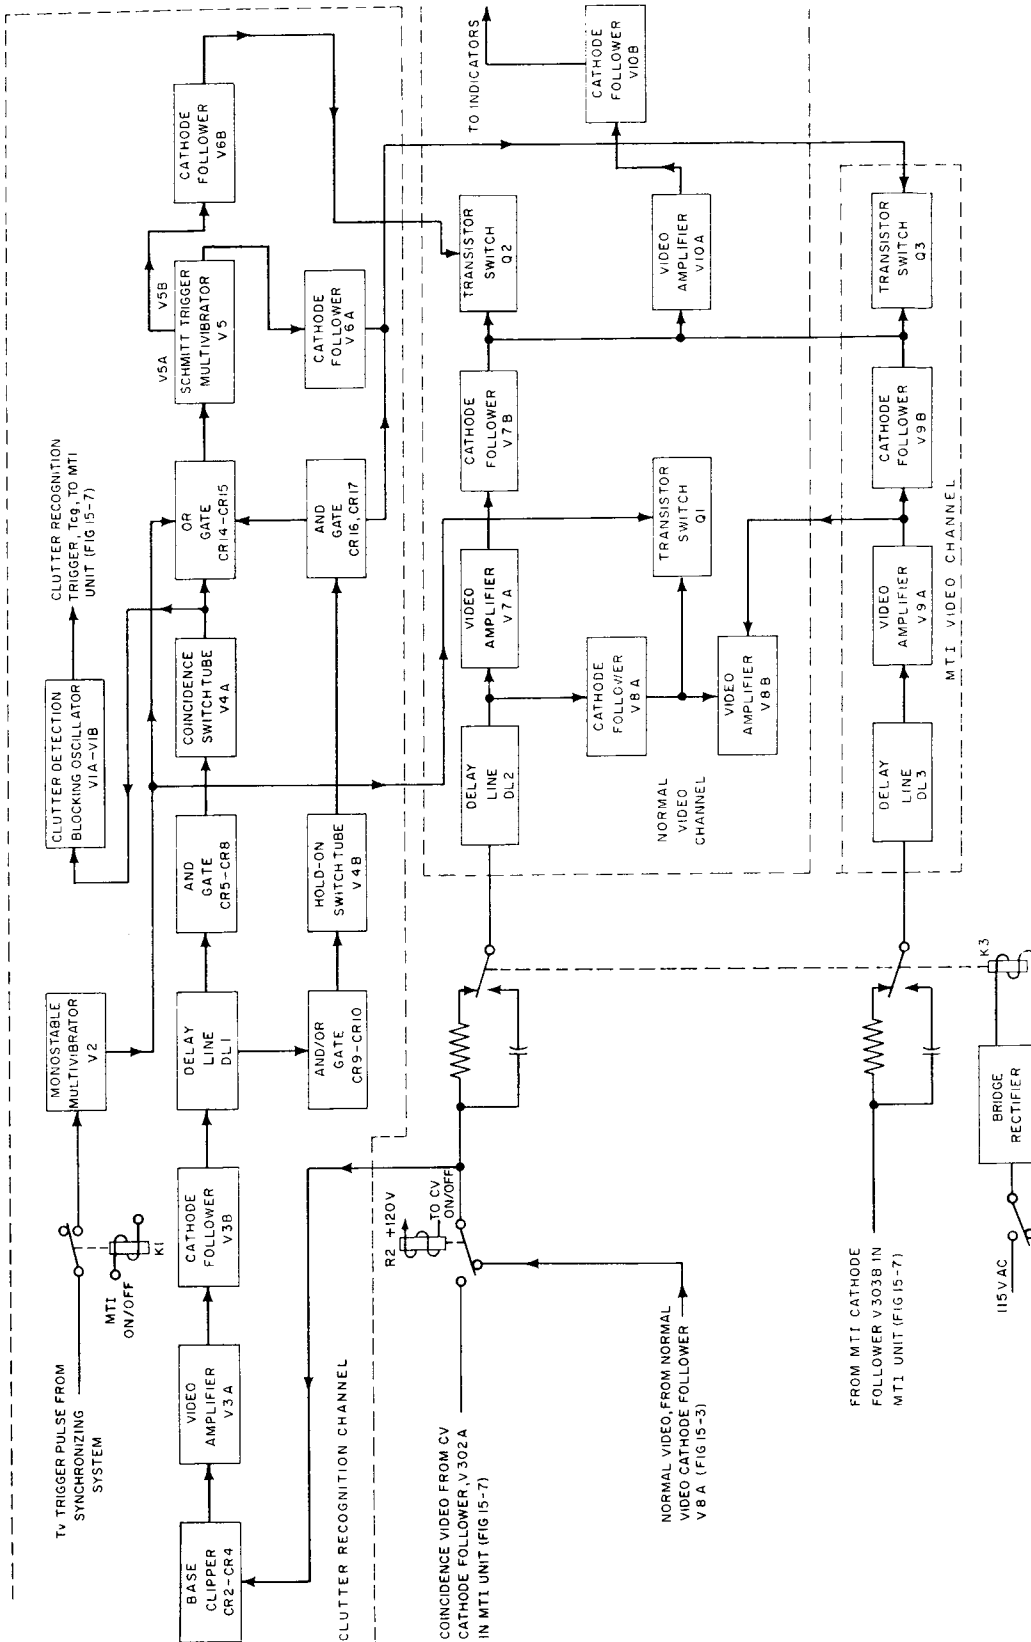 Tv TRIGGER PULSE FROM
SYNCHRONIZING
SYSTEM
MTI
ON/OFF
K1
MONOSTABLE
MULTIVIBRATOR
V2
CLUTTER DETECTION
BLOCKING OSCILLATOR
V1A-V1B
CLUTTER RECOGNITION
TRIGGER, Tcg, TO MTI
UNIT (FIG 15-7)
BASE
CLIPPER
CR2-CR4
VIDEO
AMPLIFIER
V3A
CATHODE
FOLLOWER
V3B
DELAY
LINE
DL1
AND
GATE
CR5-CR8
COINCIDENCE
SWITCH TUBE
V4A
OR
GATE
CR14-CR15
V5A
V5B
SCHMITT TRIGGER
MULTIVIBRATOR
V5
CATHODE
FOLLOWER
V6B
AND/OR
GATE
CR9-CR10
HOLD-ON
SWITCH TUBE
V4B
AND
GATE
CR16, CR17
CATHODE
FOLLOWER
V6A
CLUTTER RECOGNITION CHANNEL
R2 +120V
TO CV
ON/OFF
COINCIDENCE VIDEO FROM CV
CATHODE FOLLOWER, V302A
IN MTI UNIT (FIG 15-7)
DELAY
LINE
DL2
VIDEO
AMPLIFIER
V7A
CATHODE
FOLLOWER
V7B
TRANSISTOR
SWITCH
Q2
TO INDICATORS
CATHODE
FOLLOWER
V10B
CATHODE
FOLLOWER
V8A
TRANSISTOR
SWITCH
Q1
VIDEO
AMPLIFIER
V10A
NORMAL
VIDEO
CHANNEL
VIDEO
AMPLIFIER
V8B
NORMAL VIDEO, FROM NORMAL
VIDEO CATHODE FOLLOWER
V8A (FIG 15-3)
FROM MTI CATHODE
FOLLOWER V303B IN
MTI UNIT (FIG 15-7)
DELAY
LINE
DL3
VIDEO
AMPLIFIER
V9A
CATHODE
FOLLOWER
V9B
TRANSISTOR
SWITCH
Q3
MTI VIDEO CHANNEL
115VAC
BRIDGE
RECTIFIER
K3